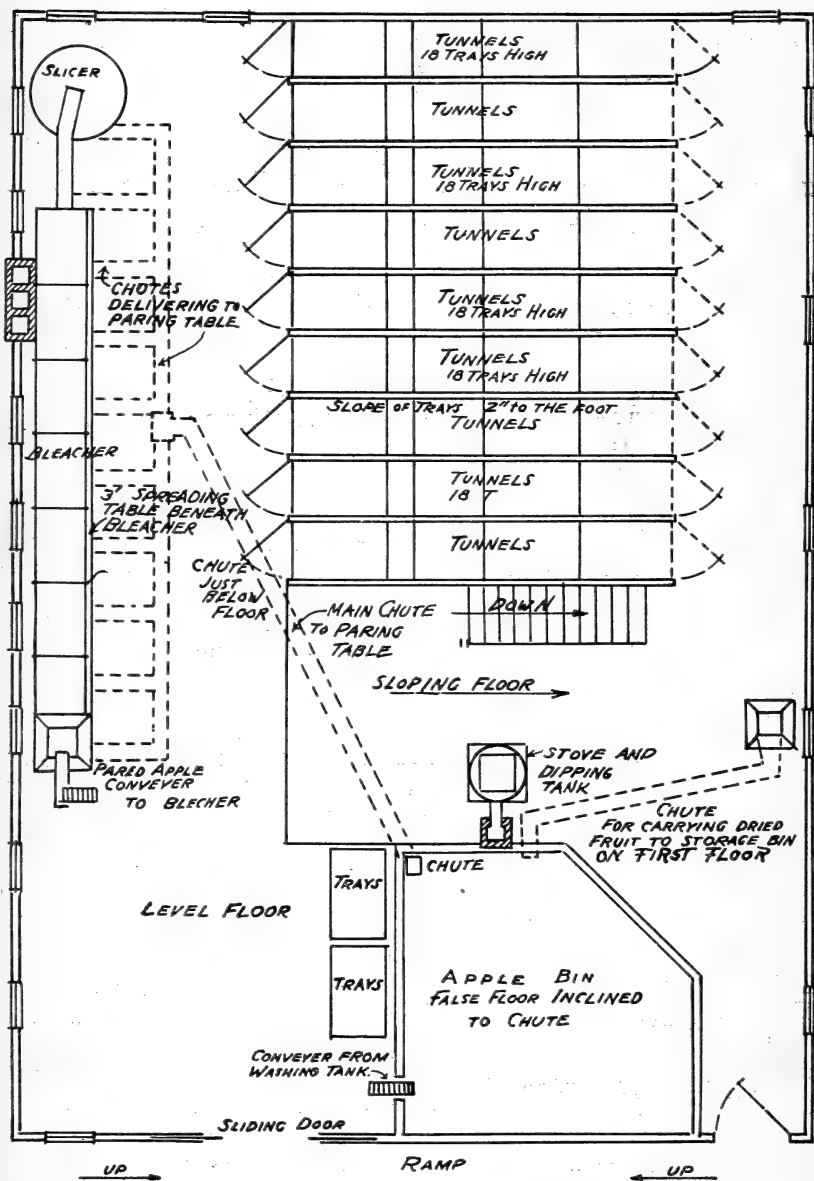 SLICER
TUNNELS
18 TRAYS HIGH
TUNNELS
TUNNELS
18 TRAYS HIGH
TUNNELS
CHUTES
DELIVERING TO
PARING TABLE
TUNNELS
18 TRAYS HIGH
TUNNELS
18 TRAYS HIGH
SLOPE OF TRAYS 2" TO THE FOOT
TUNNELS
BLEACHER
3' SPREADING
TABLE BENEATH
BLEACHER
TUNNELS
18 T
TUNNELS
CHUTE
JUST
BELOW
FLOOR
MAIN CHUTE
TO PARING
TABLE
DOWN
SLOPING FLOOR
STOVE AND
DIPPING
TANK
PARED APPLE
CONVEYER
TO BLECHER
CHUTE
FOR CARRYING DRIED
FRUIT TO STORAGE BIN
ON FIRST FLOOR
CHUTE
TRAYS
LEVEL FLOOR
TRAYS
APPLE BIN
FALSE FLOOR INCLINED
TO CHUTE
CONVEYER FROM
WASHING TANK.
SLIDING DOOR
UP
RAMP
UP